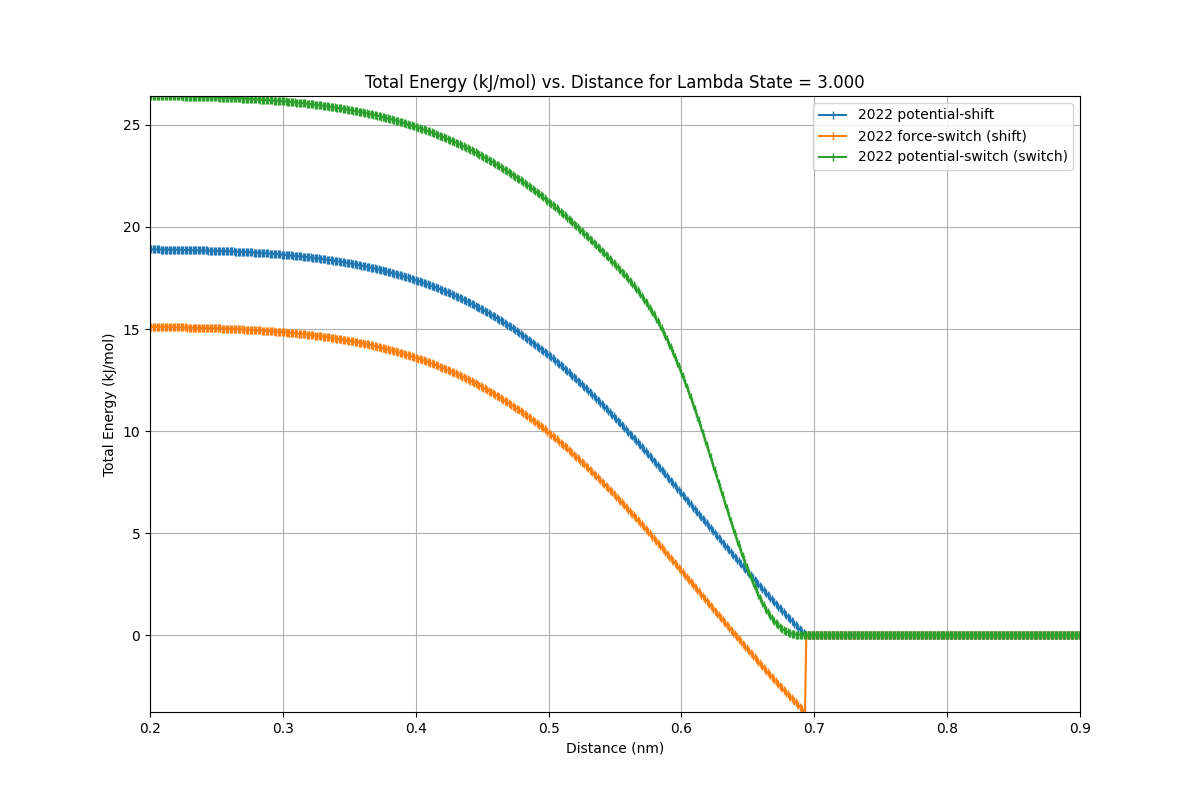 Total Energy (kJ/mol) vs. Distance for Lambda State = 3.000
2022 potential-shift
2022 force-switch (shift)
2022 potential-switch (switch)
Total Energy (kJ/mol)
25
20
15
10
5
0
0.2 0.3 0.4 0.5 0.6 0.7 0.8 0.9
Distance (nm)